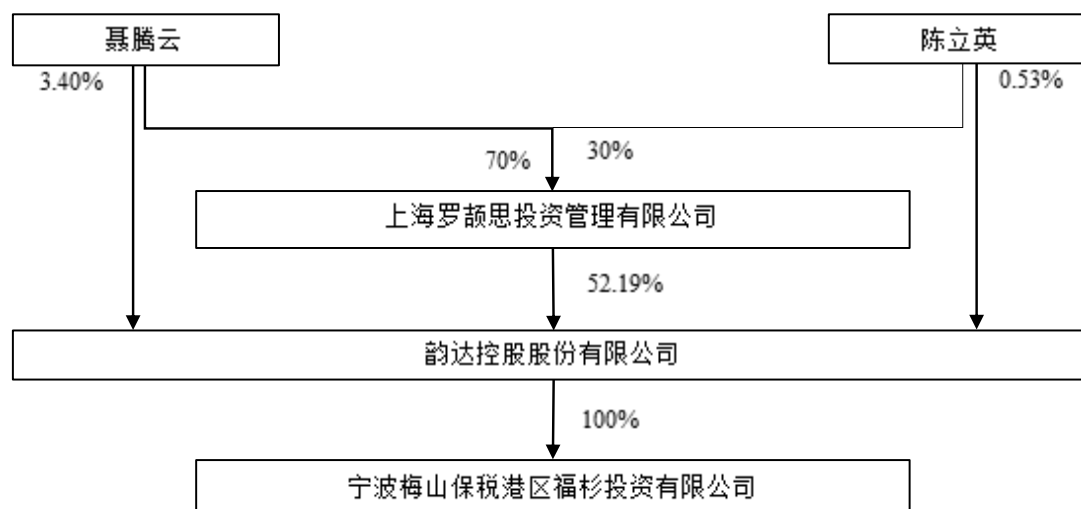 聂腾云
陈立英
3.40%
0.53%
70%
30%
上海罗颉思投资管理有限公司
52.19%
韵达控股股份有限公司
100%
宁波梅山保税港区福杉投资有限公司